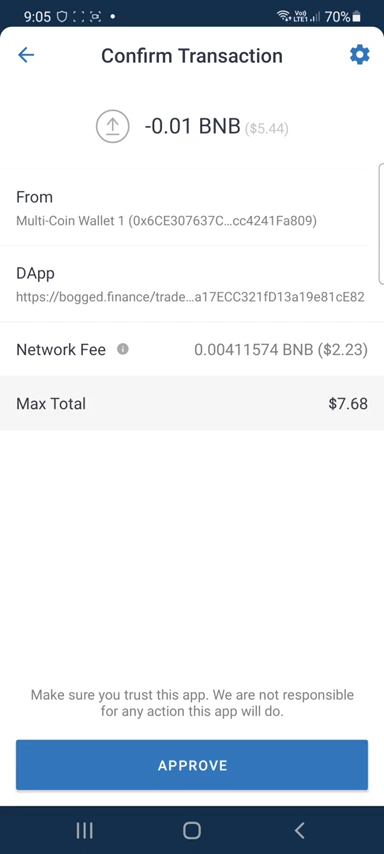 9:05 Vo) LTE1 70%
Confirm Transaction
-0.01 BNB ($5.44)
From
Multi-Coin Wallet 1 (0x6CE307637C...cc4241Fa809)
DApp
https://bogged.finance/trade...a17ECC321fD13a19e81cE82
Network Fee 0.00411574 BNB ($2.23)
Max Total $7.68
Make sure you trust this app. We are not responsible
for any action this app will do.
APPROVE